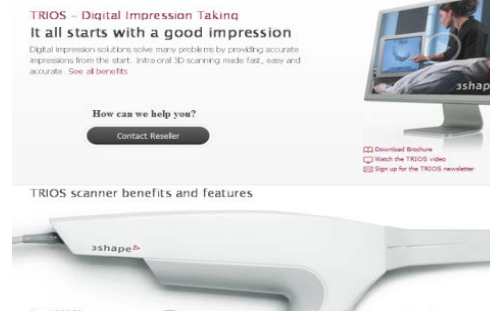 TRIOS – Digital Impression Taking
It all starts with a good impression
Digital impression solutions solve many problems by providing accurate
impressions from the start. Intra oral 3D scanning made fast, easy and
accurate. See all benefits
How can we help you?
Contact Reseller
3shap
Download Brochure
Watch the TRIOS video
Sign up for the TRIOS newsletter
TRIOS scanner benefits and features
3shape